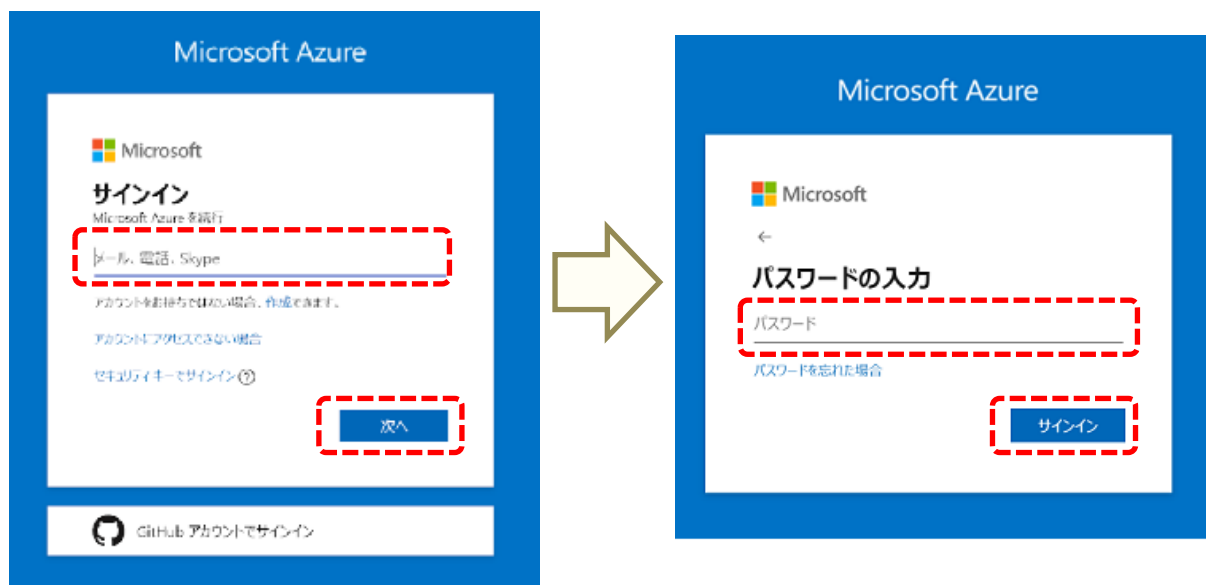 Microsoft Azure
Microsoft
サインイン
Microsoft Azure を続行
メール、電話、Skype
アカウントをお持ちではない場合、作成できます。
アカウントにアクセスできない場合
セキュリティ キーでサインイン
次へ
GitHub アカウントでサインイン
Microsoft Azure
Microsoft
パスワードの入力
パスワード
パスワードを忘れた場合
サインイン